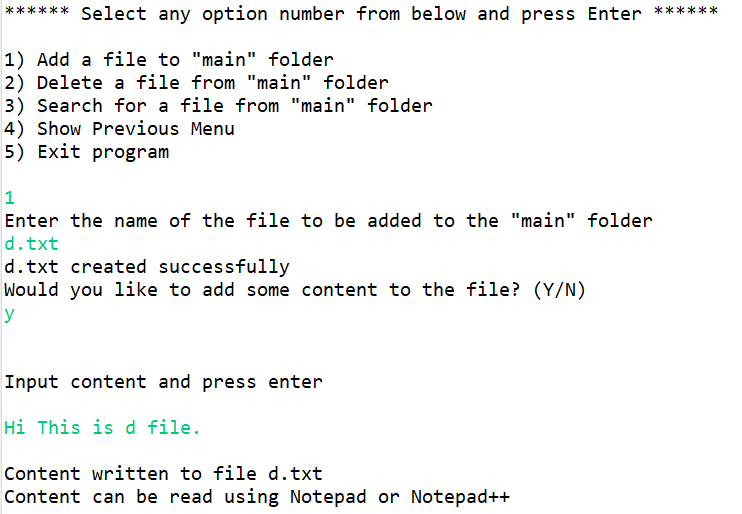 ****** Select any option number from below and press Enter ******
1) Add a file to "main" folder
2) Delete a file from "main" folder
3) Search for a file from "main" folder
4) Show Previous Menu
5) Exit program
1
Enter the name of the file to be added to the "main" folder
d.txt
d.txt created successfully
Would you like to add some content to the file? (Y/N)
y
Input content and press enter
Hi This is d file.
Content written to file d.txt
Content can be read using Notepad or Notepad++